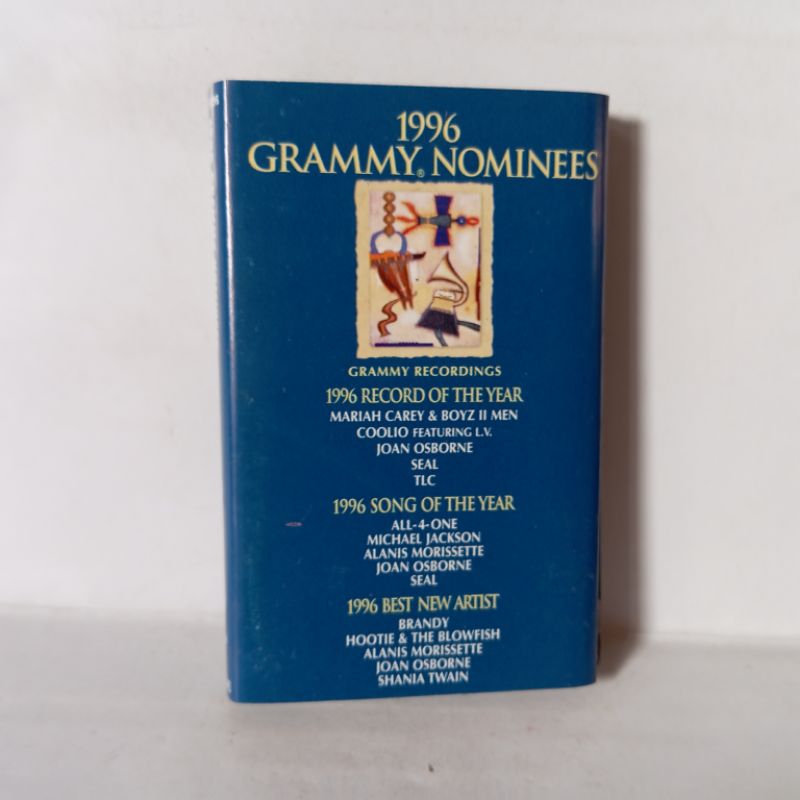 1996
GRAMMY® NOMINEES
GRAMMY RECORDINGS
1996 RECORD OF THE YEAR
MARIAH CAREY & BOYZ II MEN
COOLIO FEATURING L.V.
JOAN OSBORNE
SEAL
TLC
1996 SONG OF THE YEAR
ALL-4-ONE
MICHAEL JACKSON
ALANIS MORISSETTE
JOAN OSBORNE
SEAL
1996 BEST NEW ARTIST
BRANDY
HOOTIE & THE BLOWFISH
ALANIS MORISSETTE
JOAN OSBORNE
SHANIA TWAIN